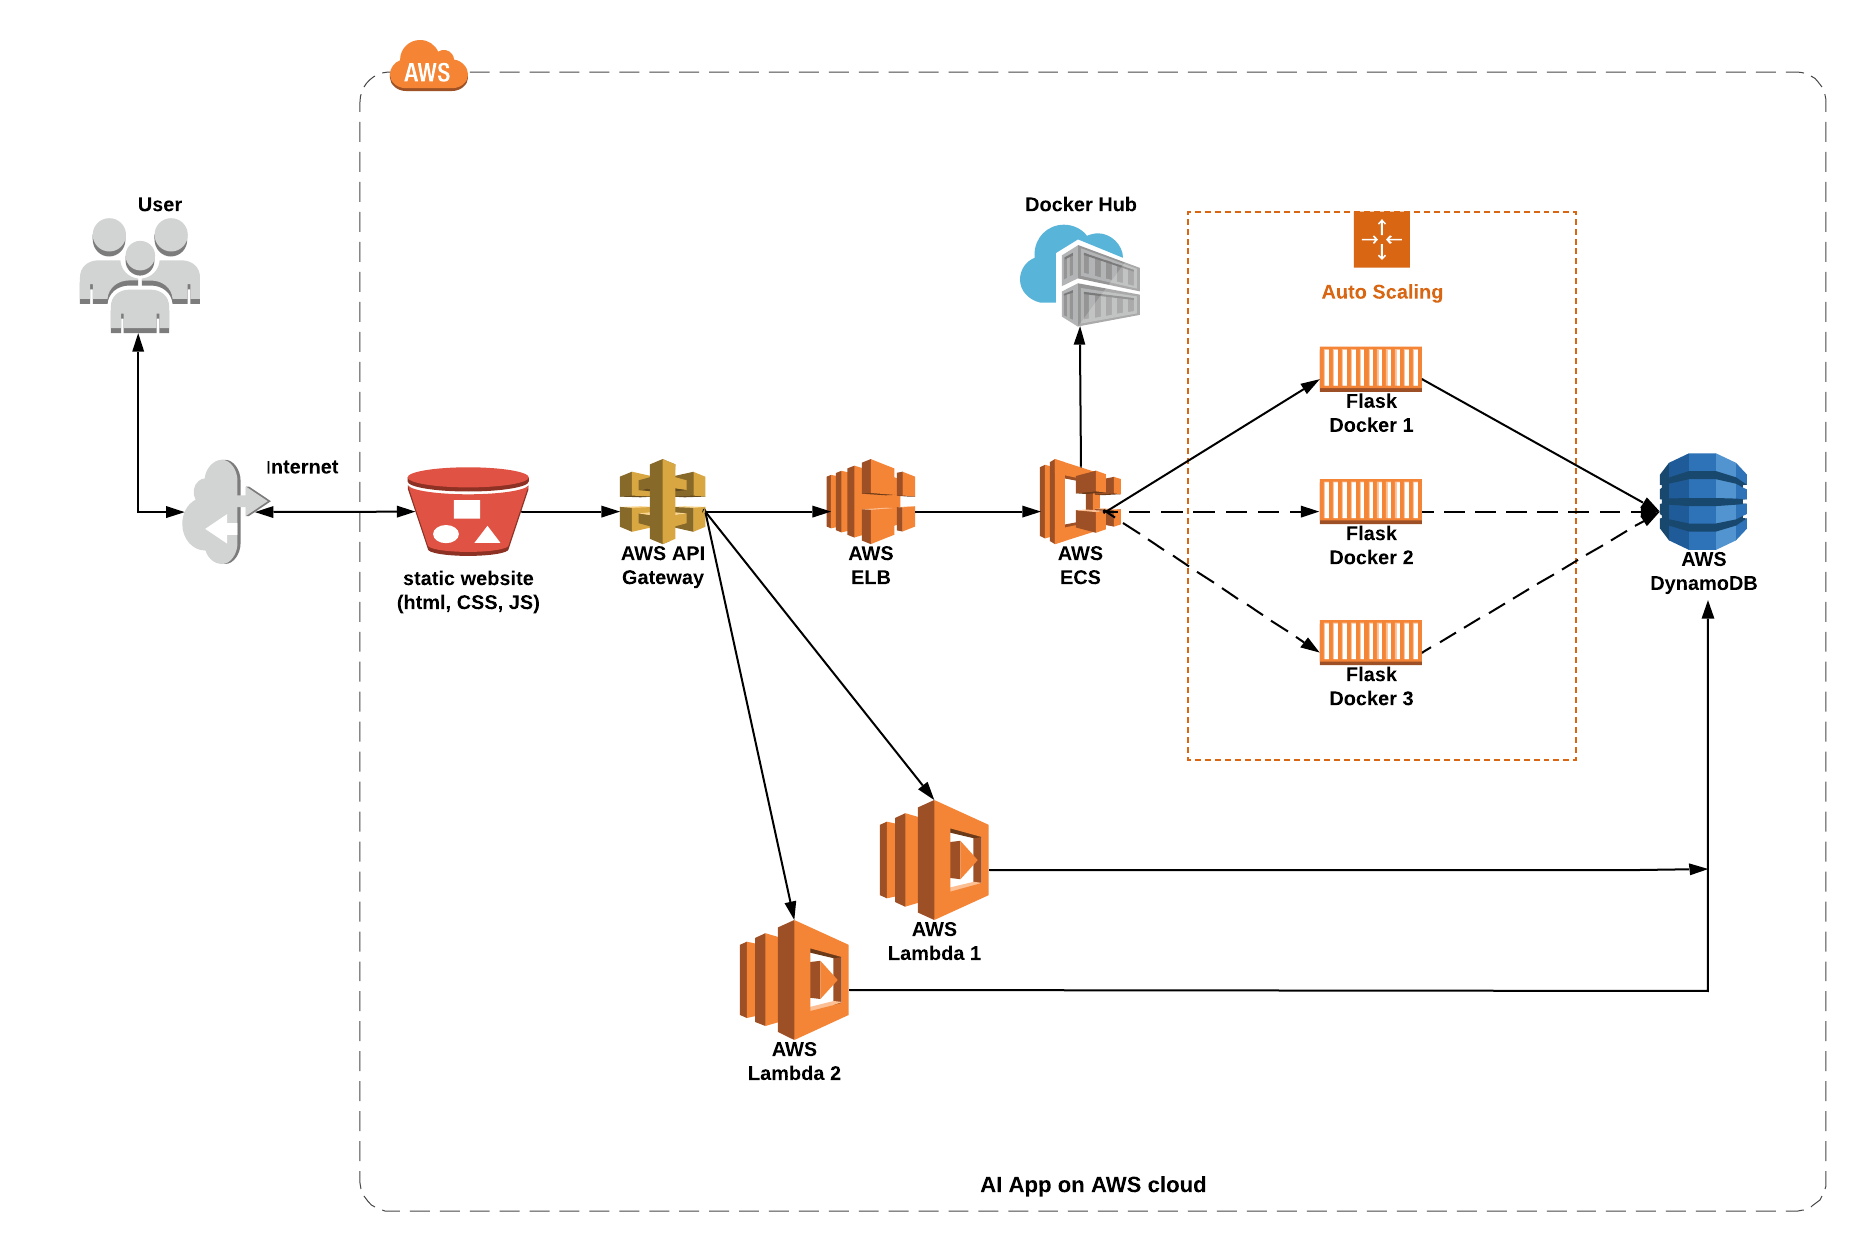 AWS
User
Docker Hub
Auto Scaling
Flask
Docker 1
Internet
static website
(html, CSS, JS)
AWS API
Gateway
AWS
ELB
AWS
ECS
Flask
Docker 2
AWS
DynamoDB
Flask
Docker 3
AWS
Lambda 1
AWS
Lambda 2
AI App on AWS cloud